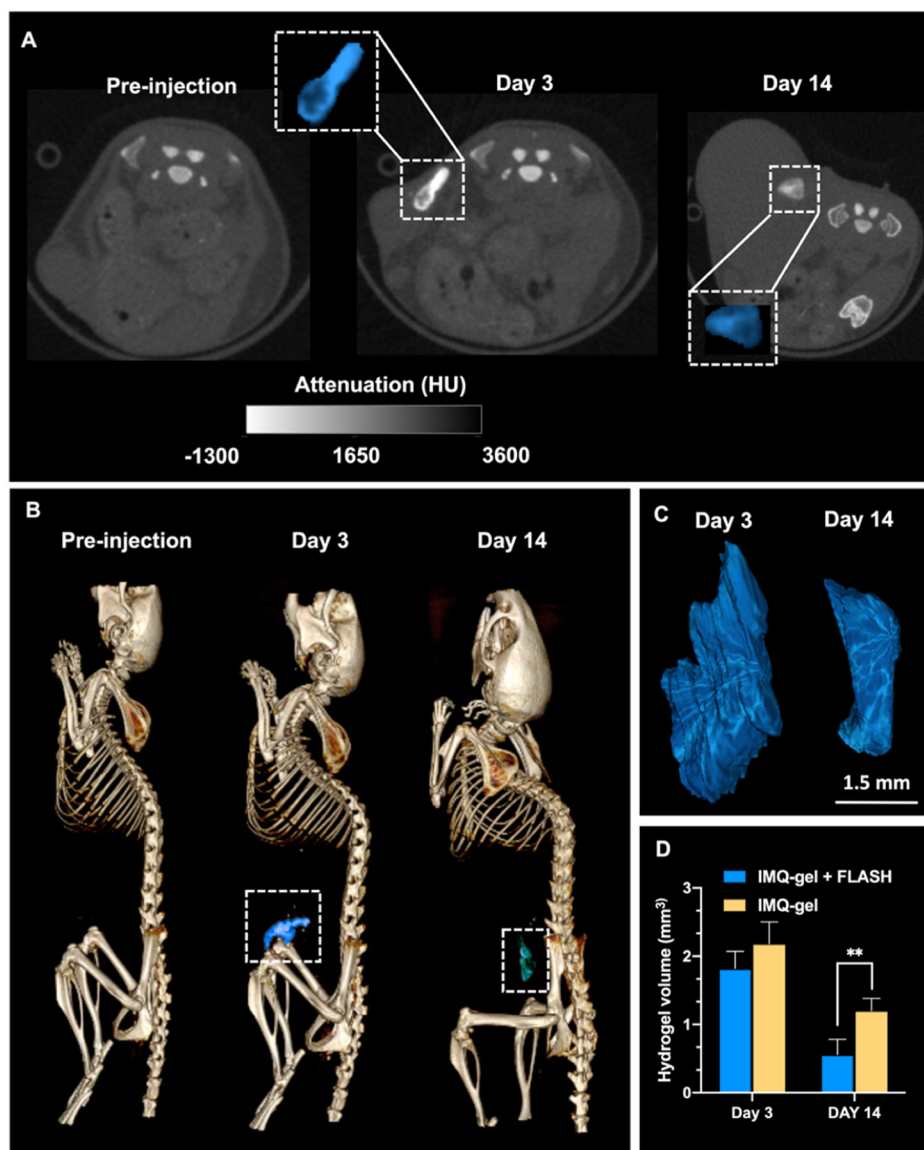 A
Pre-injection
Day 3
Day 14
Attenuation (HU)
-1300 1650 3600
B
Pre-injection
Day 3
Day 14
C
Day 3
Day 14
1.5 mm
D
IMQ-gel + FLASH
IMQ-gel
**
Hydrogel volume (mm³)
3
2
1
0
Day 3
DAY 14